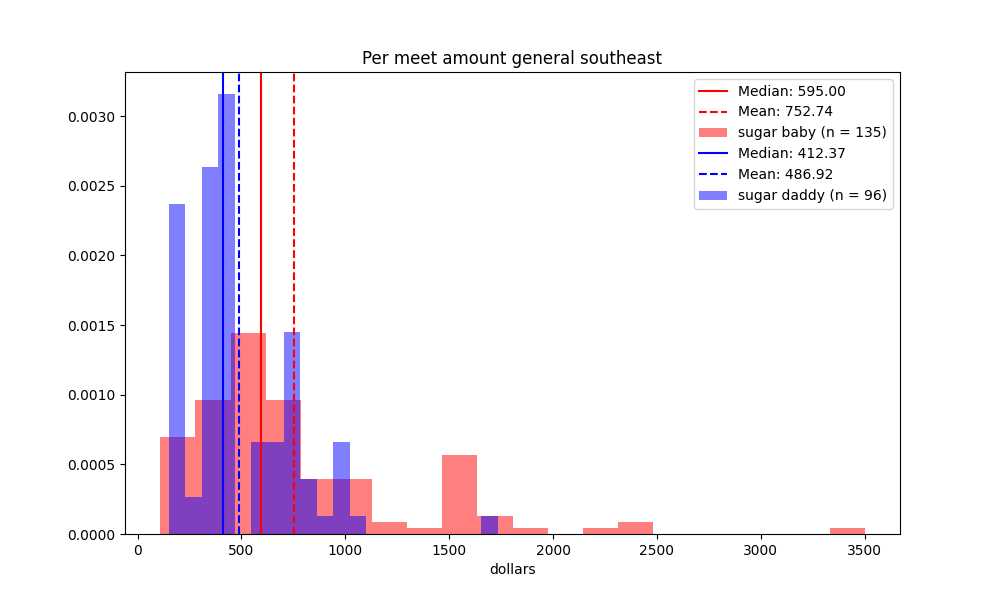 Per meet amount general southeast
Median: 595.00
Mean: 752.74
sugar baby (n = 135)
Median: 412.37
Mean: 486.92
sugar daddy (n = 96)
0.0030
0.0025
0.0020
0.0015
0.0010
0.0005
0.0000
0 500 1000 1500 2000 2500 3000 3500
dollars